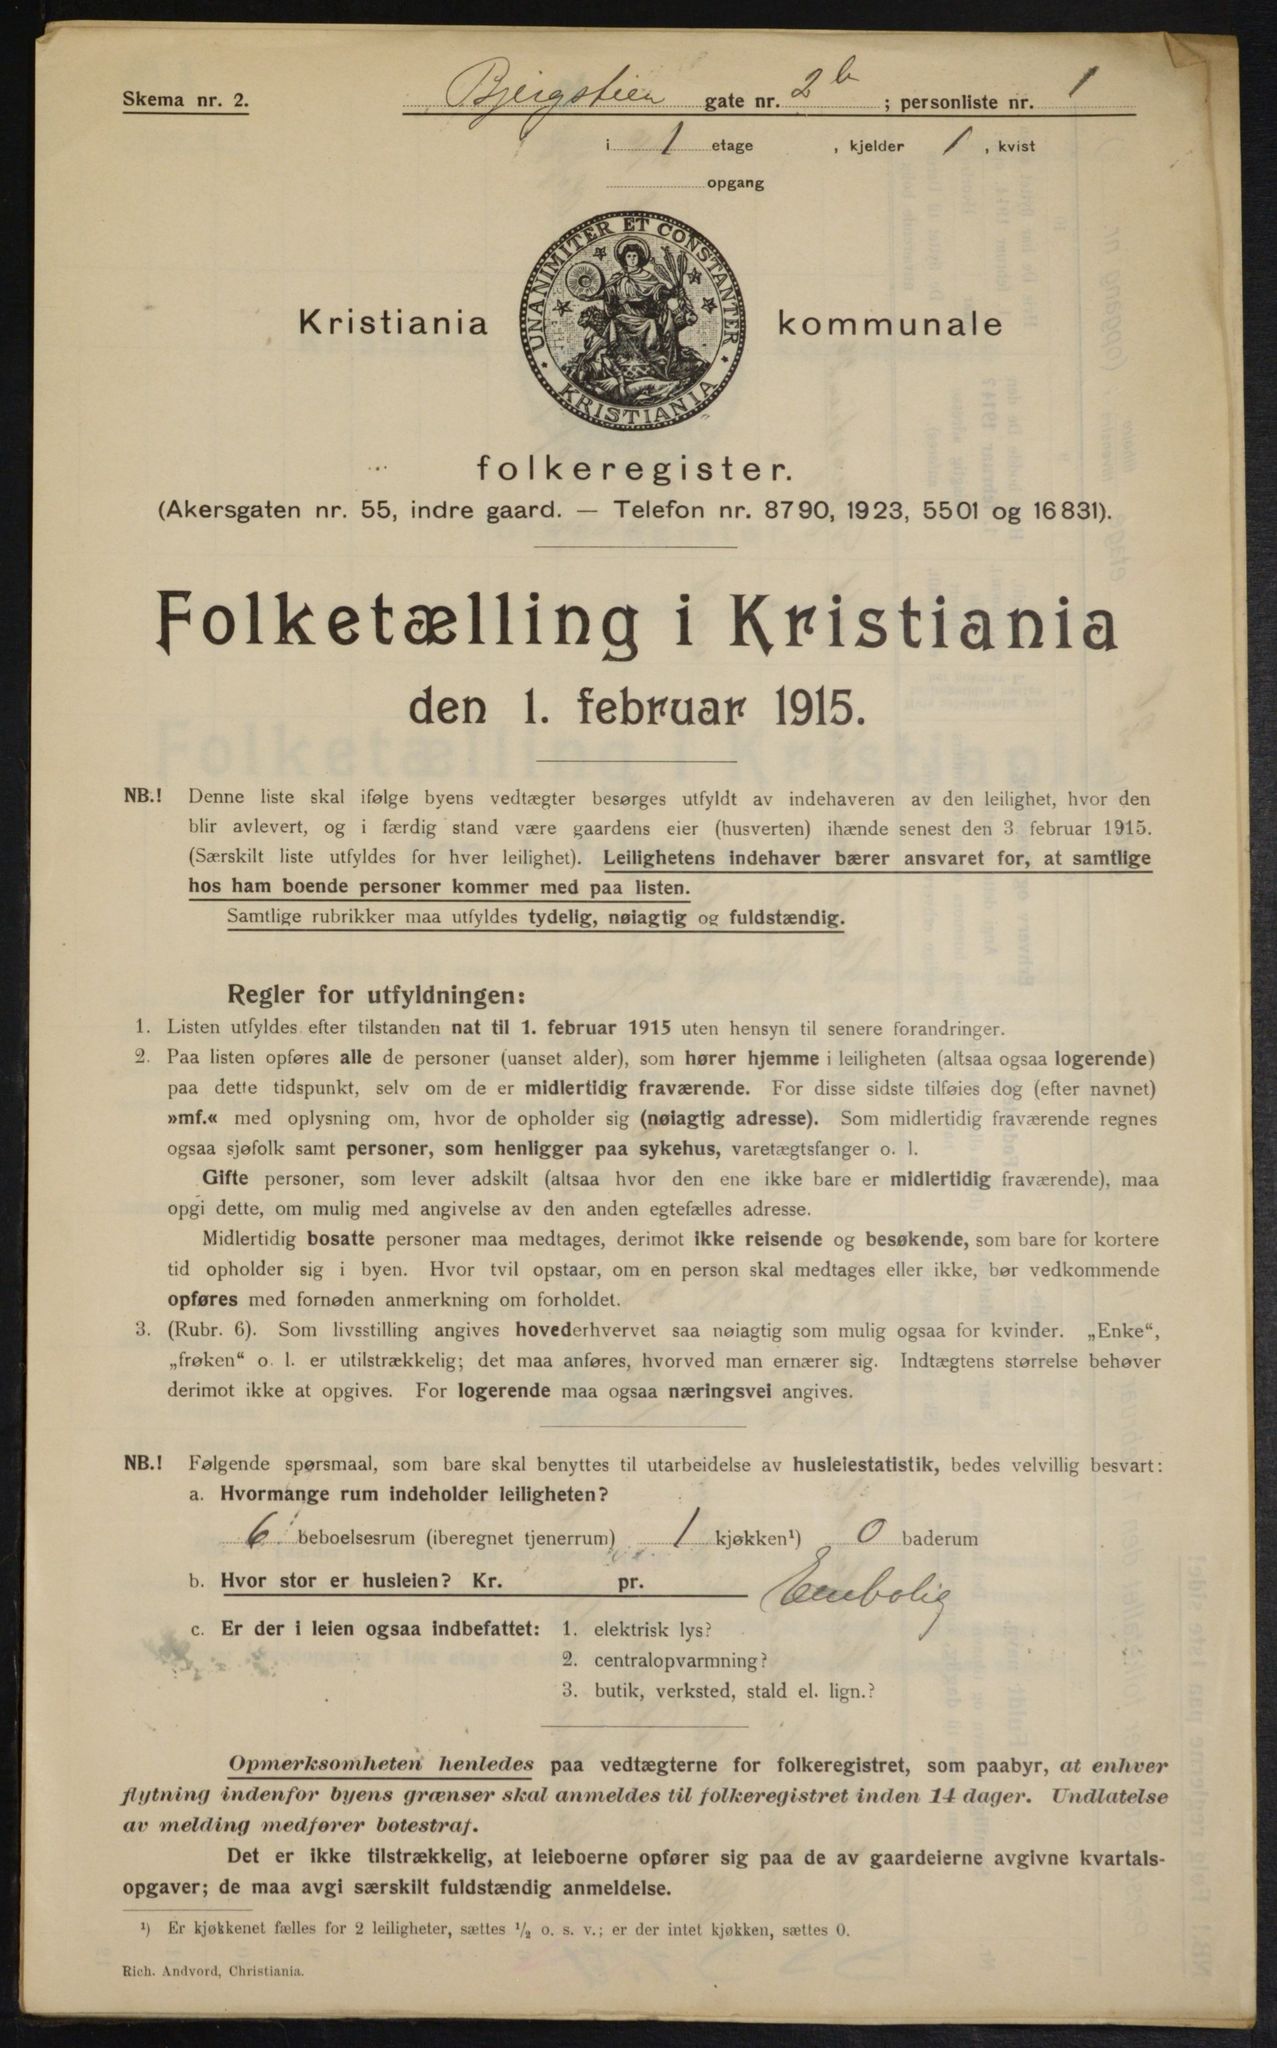 Skema nr. 2. Bjergstien gate nr. 2b ; personliste nr. 1
i 1 etage , kjelder 1 , kvist
opgang
UNANIMITER ET CONSTANTER
KRISTIANIA
Kristiania kommunale
folkeregister.
(Akersgaten nr. 55, indre gaard. — Telefon nr. 8790, 1923, 5501 og 16831).
Folketælling i Kristiania
den 1. februar 1915.
NB.! Denne liste skal ifølge byens vedtægter besørges utfyldt av indehaveren av den leilighet, hvor den
blir avlevert, og i færdig stand være gaardens eier (husverten) ihænde senest den 3 februar 1915.
(Særskilt liste utfyldes for hver leilighet). Leilighetens indehaver bærer ansvaret for, at samtlige
hos ham boende personer kommer med paa listen.
Samtlige rubrikker maa utfyldes tydelig, nøiagtig og fuldstændig.
Regler for utfyldningen:
1. Listen utfyldes efter tilstanden nat til 1. februar 1915 uten hensyn til senere forandringer.
2. Paa listen opføres alle de personer (uanset alder), som hører hjemme i leiligheten (altsaa ogsaa logerende)
paa dette tidspunkt, selv om de er midlertidig fraværende. For disse sidste tilføies dog (efter navnet)
»mf.« med oplysning om, hvor de opholder sig (nøiagtig adresse). Som midlertidig fraværende regnes
ogsaa sjøfolk samt personer, som henligger paa sykehus, varetægtsfanger o. l.
Gifte personer, som lever adskilt (altsaa hvor den ene ikke bare er midlertidig fraværende), maa
opgi dette, om mulig med angivelse av den anden egtefælles adresse.
Midlertidig bosatte personer maa medtages, derimot ikke reisende og besøkende, som bare for kortere
tid opholder sig i byen. Hvor tvil opstaar, om en person skal medtages eller ikke, bør vedkommende
opføres med fornøden anmerkning om forholdet.
3. (Rubr. 6). Som livsstilling angives hovederhvervet saa nøiagtig som mulig ogsaa for kvinder. „Enke“,
„frøken“ o. l. er utilstrækkelig; det maa anføres, hvorved man ernærer sig. Indtægtens størrelse behøver
derimot ikke at opgives. For logerende maa ogsaa næringsvei angives.
NB.! Følgende spørsmaal, som bare skal benyttes til utarbeidelse av husleiestatistik, bedes velvillig besvart:
a. Hvormange rum indeholder leiligheten?
6 beboelsesrum (iberegnet tjenerrum) 1 kjøkken¹) 0 baderum
b. Hvor stor er husleien? Kr. pr. Enebolig
c. Er der i leien ogsaa indbefattet: 1. elektrisk lys?
2. centralopvarmning?
3. butik, verksted, stald el. lign.?
Opmerksomheten henledes paa vedtægterne for folkeregistret, som paabyr, at enhver
flytning indenfor byens grænser skal anmeldes til folkeregistret inden 14 dager. Undlatelse
av melding medfører bøtestraf.
Det er ikke tilstrækkelig, at leieboerne opfører sig paa de av gaardeierne avgivne kvartals-
opgaver; de maa avgi særskilt fuldstændig anmeldelse.
¹) Er kjøkkenet fælles for 2 leiligheter, sættes ½ o. s. v.; er der intet kjøkken, sættes 0.
Rich. Andvord, Christiania.